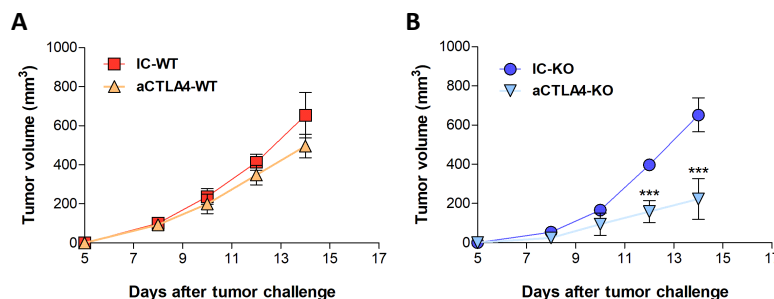 A
Tumor volume (mm³)
1000
800
600
400
200
0
IC-WT
aCTLA4-WT
5 7 9 11 13 15 17
Days after tumor challenge
B
Tumor volume (mm³)
1000
800
600
400
200
0
IC-KO
aCTLA4-KO
*** ***
5 7 9 11 13 15 17
Days after tumor challenge